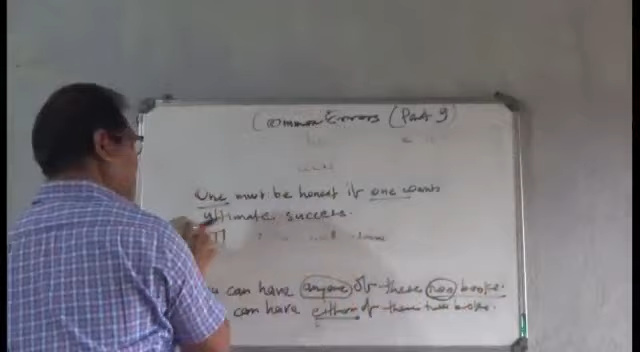 Common Errors (Part 9)
One must be honest if one wants
ultimate success.
can have anyone of these two books.
can have either of these two books.